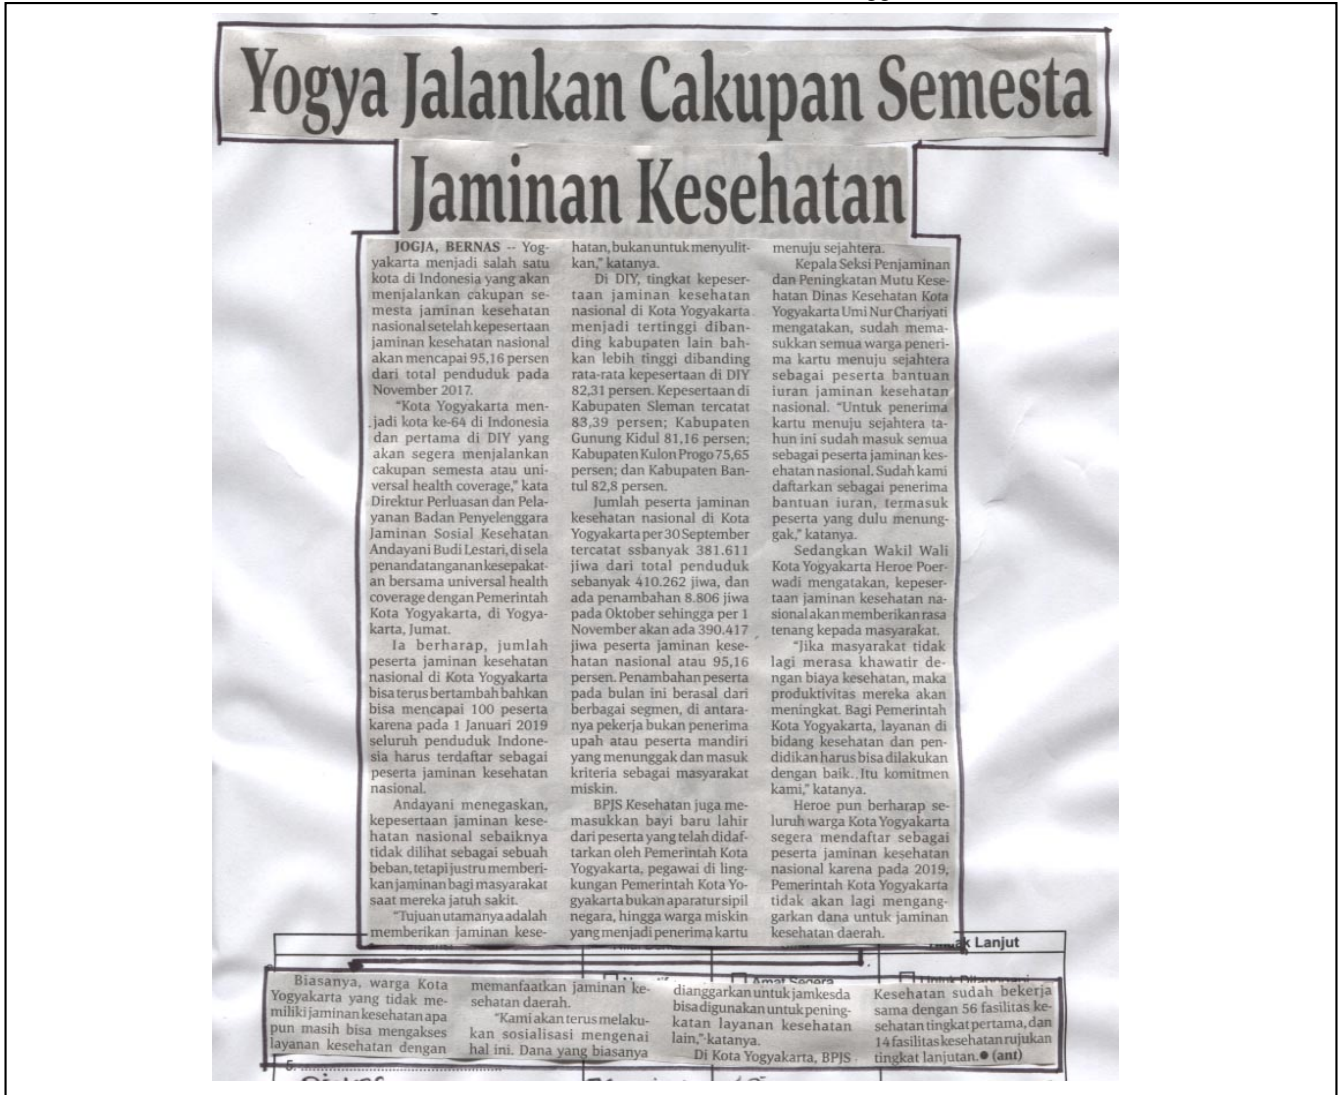 Yogya Jalankan Cakupan Semesta
Jaminan Kesehatan
JOGJA, BERNAS -- Yog-
yakarta menjadi salah satu
kota di Indonesia yang akan
menjalankan cakupan se-
mesta jaminan kesehatan
nasional setelah kepesertaan
jaminan kesehatan nasional
akan mencapai 95,16 persen
dari total penduduk pada
November 2017.
"Kota Yogyakarta men-
jadi kota ke-64 di Indonesia
dan pertama di DIY yang
akan segera menjalankan
cakupan semesta atau uni-
versal health coverage," kata
Direktur Perluasan dan Pela-
yanan Badan Penyelenggara
Jaminan Sosial Kesehatan
Andayani Budi Lestari, di sela
penandatanganan kesepakat-
an bersama universal health
coverage dengan Pemerintah
Kota Yogyakarta, di Yogya-
karta, Jumat.
Ia berharap, jumlah
peserta jaminan kesehatan
nasional di Kota Yogyakarta
bisa terus bertambah bahkan
bisa mencapai 100 peserta
karena pada 1 Januari 2019
seluruh penduduk Indone-
sia harus terdaftar sebagai
peserta jaminan kesehatan
nasional.
Andayani menegaskan,
kepesertaan jaminan kese-
hatan nasional sebaiknya
tidak dilihat sebagai sebuah
beban, tetapi justru memberi-
kan jaminan bagi masyarakat
saat mereka jatuh sakit.
"Tujuan utamanya adalah
memberikan jaminan kese-
hatan, bukan untuk menyulit-
kan," katanya.
Di DIY, tingkat kepeser-
taan jaminan kesehatan
nasional di Kota Yogyakarta
menjadi tertinggi diban-
ding kabupaten lain bah-
kan lebih tinggi dibanding
rata-rata kepesertaan di DIY
82,31 persen. Kepesertaan di
Kabupaten Sleman tercatat
83,39 persen; Kabupaten
Gunung Kidul 81,16 persen;
Kabupaten Kulon Progo 75,65
persen; dan Kabupaten Ban-
tul 82,8 persen.
Jumlah peserta jaminan
kesehatan nasional di Kota
Yogyakarta per 30 September
tercatat ssbanyak 381.611
jiwa dari total penduduk
sebanyak 410.262 jiwa, dan
ada penambahan 8.806 jiwa
pada Oktober sehingga per 1
November akan ada 390.417
jiwa peserta jaminan kese-
hatan nasional atau 95,16
persen. Penambahan peserta
pada bulan ini berasal dari
berbagai segmen, di antara-
nya pekerja bukan penerima
upah atau peserta mandiri
yang menunggak dan masuk
kriteria sebagai masyarakat
miskin.
BPJS Kesehatan juga me-
masukkan bayi baru lahir
dari peserta yang telah didaf-
tarkan oleh Pemerintah Kota
Yogyakarta, pegawai di ling-
kungan Pemerintah Kota Yo-
gyakarta bukan aparatur sipil
negara, hingga warga miskin
yang menjadi penerima kartu
menuju sejahtera.
Kepala Seksi Penjaminan
dan Peningkatan Mutu Kese-
hatan Dinas Kesehatan Kota
Yogyakarta Umi Nur Chariyati
mengatakan, sudah mema-
sukkan semua warga peneri-
ma kartu menuju sejahtera
sebagai peserta bantuan
iuran jaminan kesehatan
nasional. "Untuk penerima
kartu menuju sejahtera ta-
hun ini sudah masuk semua
sebagai peserta jaminan kes-
ehatan nasional. Sudah kami
daftarkan sebagai penerima
bantuan iuran, termasuk
peserta yang dulu menung-
gak," katanya.
Sedangkan Wakil Wali
Kota Yogyakarta Heroe Poer-
wadi mengatakan, kepeser-
taan jaminan kesehatan na-
sional akan memberikan rasa
tenang kepada masyarakat.
"Jika masyarakat tidak
lagi merasa khawatir de-
ngan biaya kesehatan, maka
produktivitas mereka akan
meningkat. Bagi Pemerintah
Kota Yogyakarta, layanan di
bidang kesehatan dan pen-
didikan harus bisa dilakukan
dengan baik. Itu komitmen
kami," katanya.
Heroe pun berharap se-
luruh warga Kota Yogyakarta
segera mendaftar sebagai
peserta jaminan kesehatan
nasional karena pada 2019,
Pemerintah Kota Yogyakarta
tidak akan lagi mengang-
garkan dana untuk jaminan
kesehatan daerah.
Lanjut
Biasanya, warga Kota
Yogyakarta yang tidak me-
miliki jaminan kesehatan apa
pun masih bisa mengakses
layanan kesehatan dengan
memanfaatkan jaminan ke-
sehatan daerah.
"Kami akan terus melaku-
kan sosialisasi mengenai
hal ini. Dana yang biasanya
dianggarkan untuk jamkesda
bisa digunakan untuk pening-
katan layanan kesehatan
lain," katanya.
Di Kota Yogyakarta, BPJS
Kesehatan sudah bekerja
sama dengan 56 fasilitas ke-
sehatan tingkat pertama, dan
14 fasilitas kesehatan rujukan
tingkat lanjutan.● (ant)